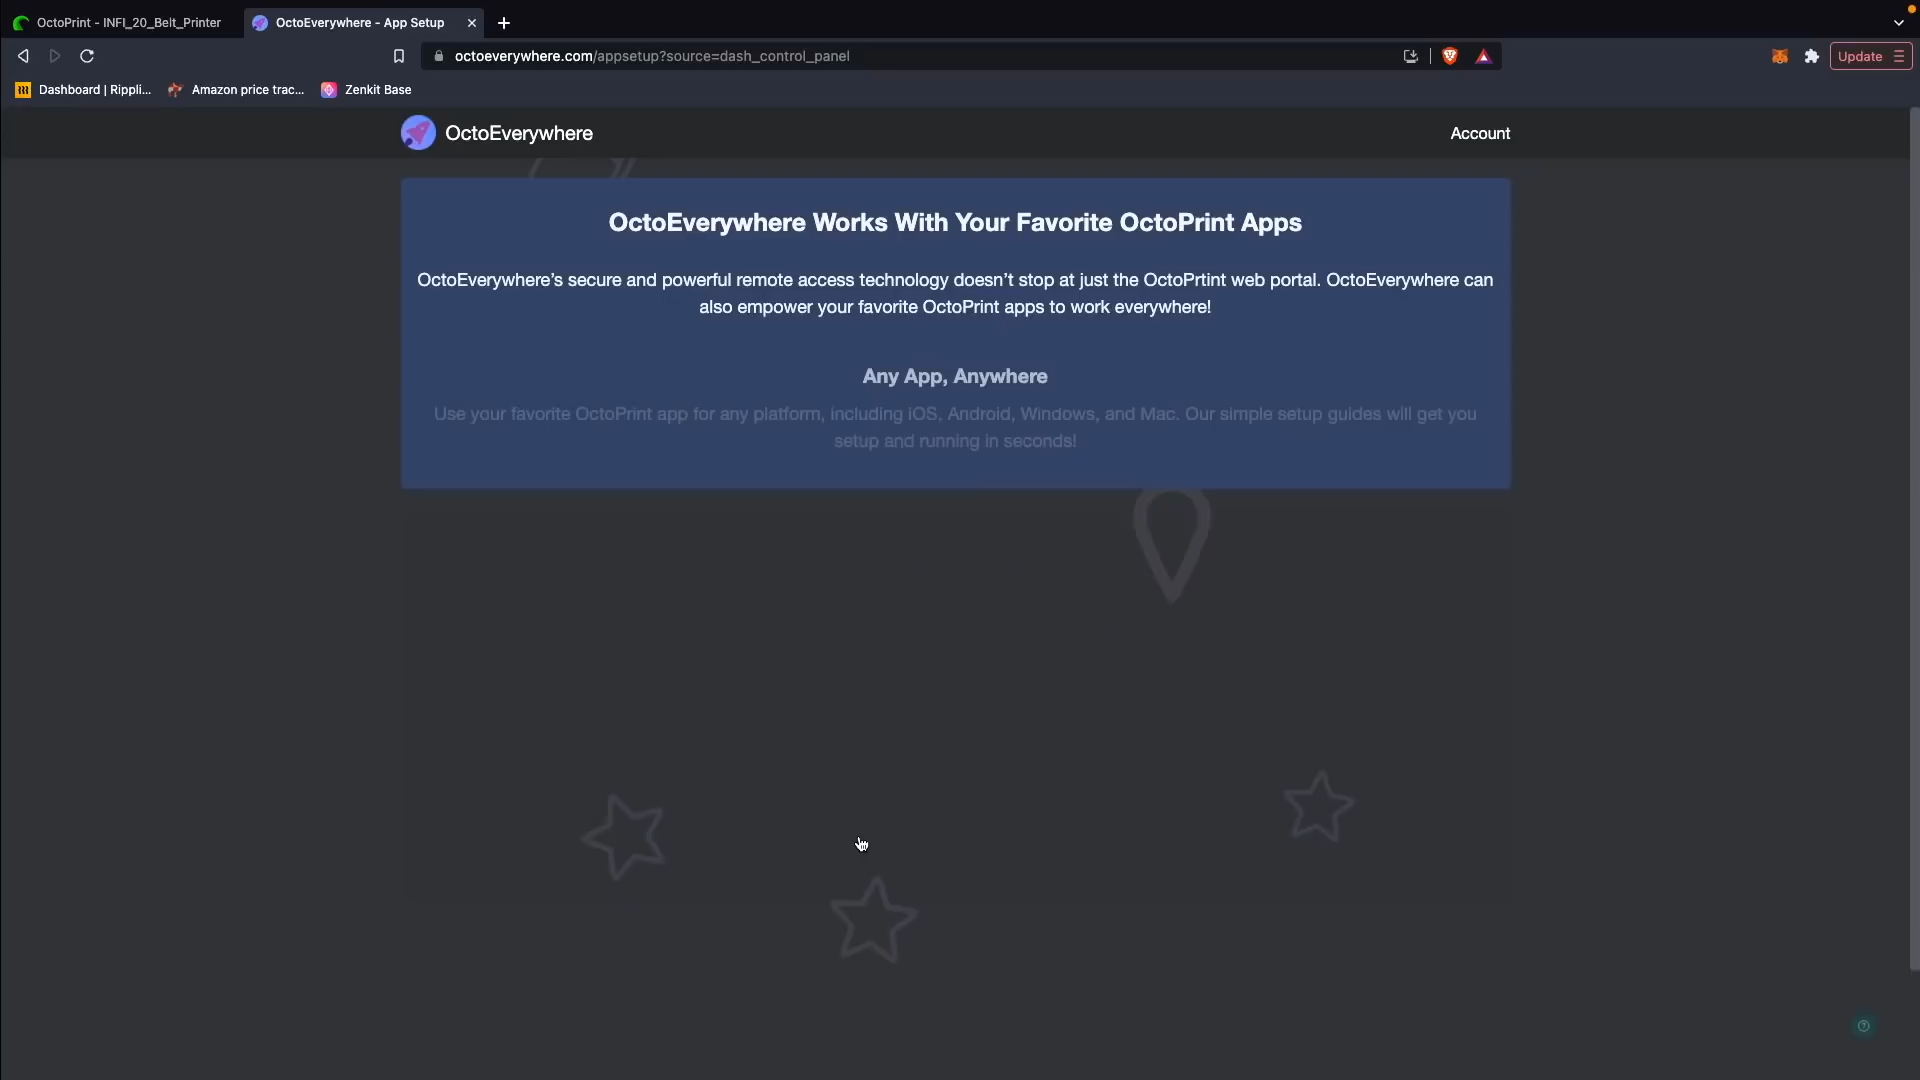 OctoPrint - INFI_20_Belt_Printer
OctoEverywhere - App Setup
octoeverywhere.com/appsetup?source=dash_control_panel
Update
Dashboard | Rippli...
Amazon price trac...
Zenkit Base
OctoEverywhere
Account
OctoEverywhere Works With Your Favorite OctoPrint Apps
OctoEverywhere’s secure and powerful remote access technology doesn’t stop at just the OctoPrtint web portal. OctoEverywhere can
also empower your favorite OctoPrint apps to work everywhere!
Any App, Anywhere
Use your favorite OctoPrint app for any platform, including iOS, Android, Windows, and Mac. Our simple setup guides will get you
setup and running in seconds!